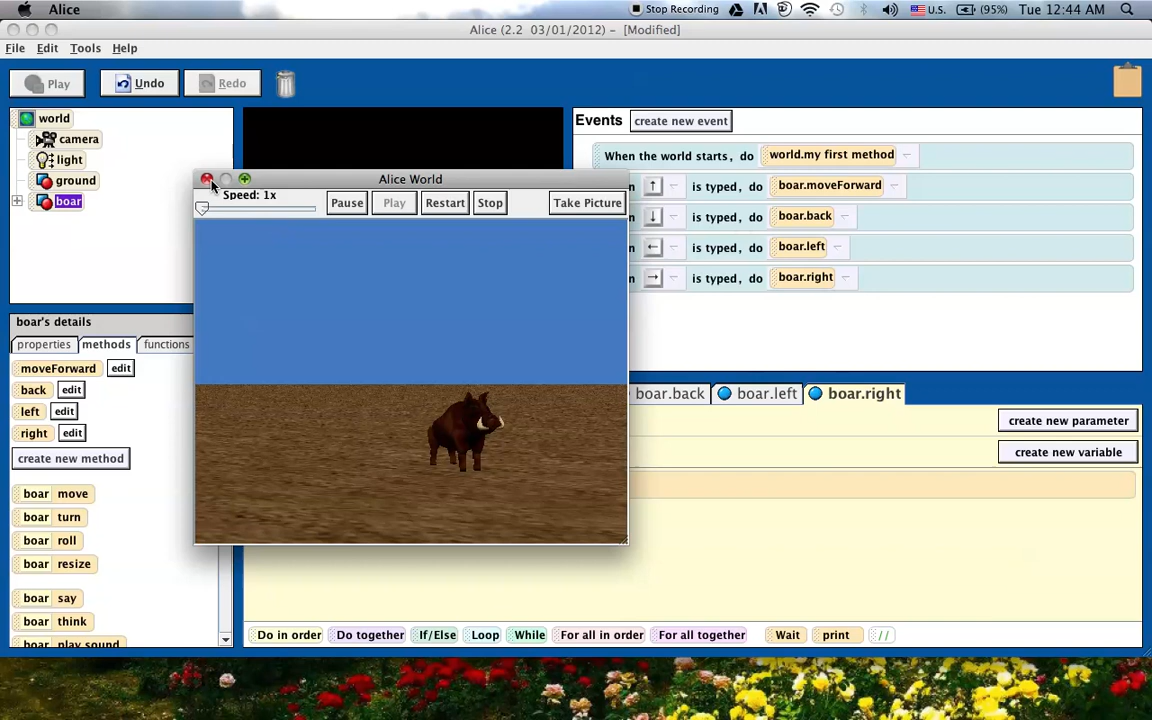 Alice
Stop Recording
U.S.
(95%)
Tue 12:44 AM
Alice (2.2 03/01/2012) - [Modified]
File Edit Tools Help
Play
Undo
Redo
world
camera
light
ground
boar
Events
create new event
When the world starts, do world.my first method
n ↑ is typed, do boar.moveForward
n ↓ is typed, do boar.back
n ← is typed, do boar.left
n → is typed, do boar.right
Alice World
Speed: 1x
Pause
Play
Restart
Stop
Take Picture
boar's details
properties methods functions
moveForward edit
back edit
left edit
right edit
create new method
boar move
boar turn
boar roll
boar resize
boar say
boar think
boar play sound
boar.back
boar.left
boar.right
create new parameter
create new variable
Do in order Do together If/Else Loop While For all in order For all together Wait print //